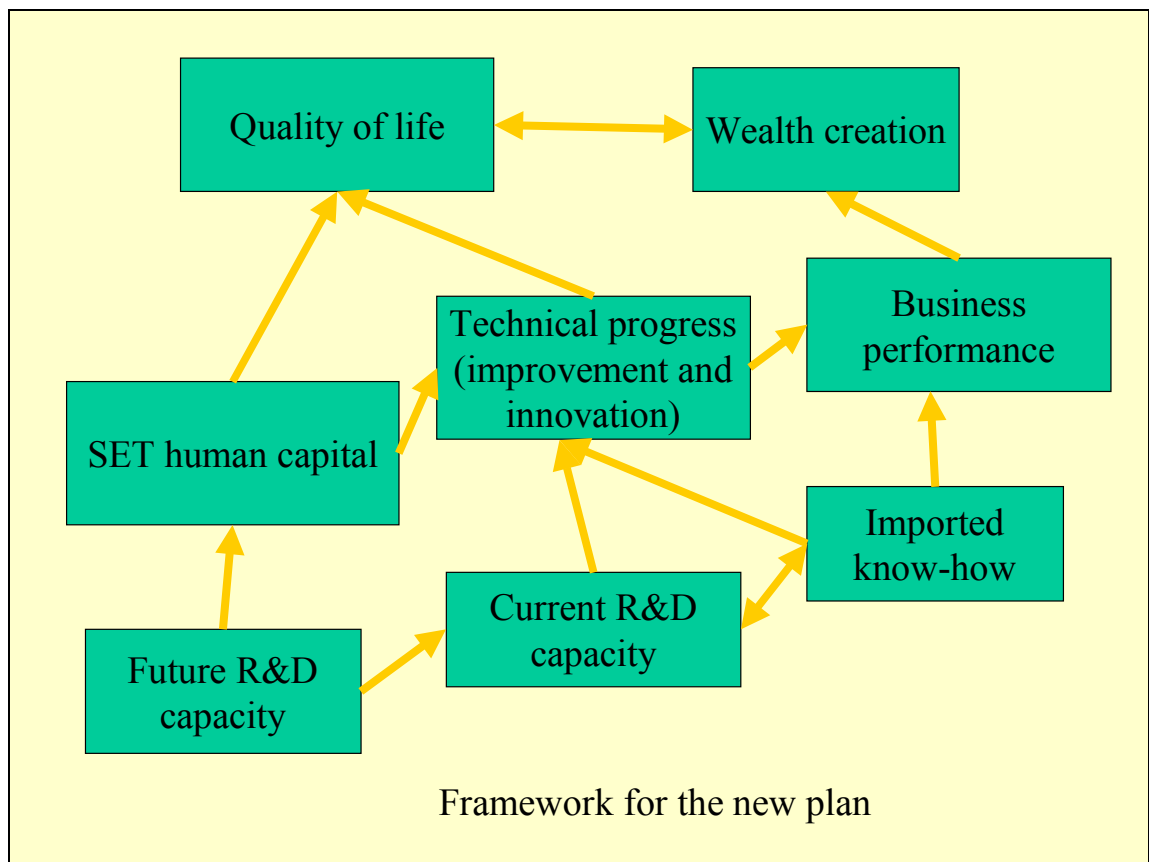 Quality of life
Wealth creation
Business
performance
Technical progress
(improvement and
innovation)
SET human capital
Imported
know-how
Current R&D
capacity
Future R&D
capacity
Framework for the new plan